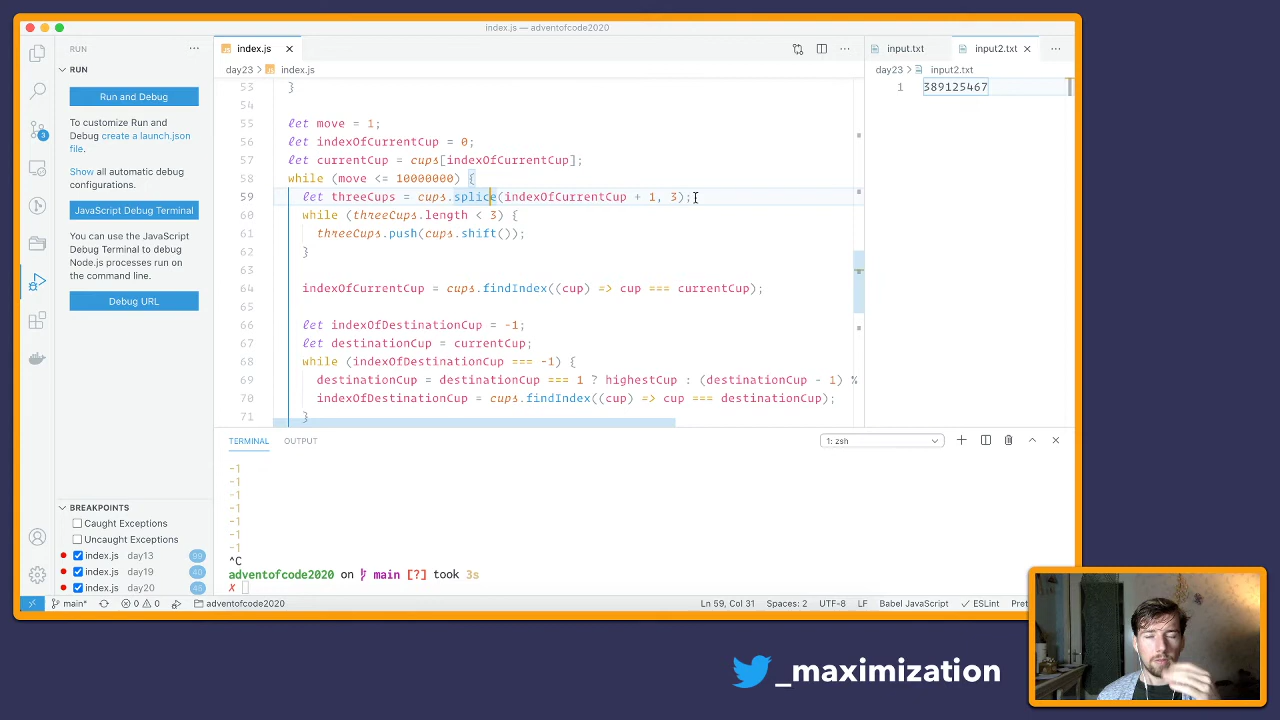 index.js — adventofcode2020
RUN
···
RUN
Run and Debug
To customize Run and
Debug create a launch.json
file.
Show all automatic debug
configurations.
JavaScript Debug Terminal
You can use the JavaScript
Debug Terminal to debug
Node.js processes run on
the command line.
Debug URL
BREAKPOINTS
Caught Exceptions
Uncaught Exceptions
index.js day13 99
index.js day19 40
index.js day20 45
3
index.js
···
day23 > index.js
53 }
54
55 let move = 1;
56 let indexOfCurrentCup = 0;
57 let currentCup = cups[indexOfCurrentCup];
58 while (move <= 10000000) {
59 let threeCups = cups.splice(indexOfCurrentCup + 1, 3);
60 while (threeCups.length < 3) {
61 threeCups.push(cups.shift());
62 }
63
64 indexOfCurrentCup = cups.findIndex((cup) => cup === currentCup);
65
66 let indexOfDestinationCup = -1;
67 let destinationCup = currentCup;
68 while (indexOfDestinationCup === -1) {
69 destinationCup = destinationCup === 1 ? highestCup : (destinationCup - 1) %
70 indexOfDestinationCup = cups.findIndex((cup) => cup === destinationCup);
71 }
input.txt
input2.txt
···
day23 > input2.txt
1 389125467
TERMINAL
OUTPUT
1: zsh
-1
-1
-1
-1
-1
-1
-1
^C
adventofcode2020 on main [?] took 3s
✗
main*
0 0
adventofcode2020
Ln 59, Col 31
Spaces: 2
UTF-8
LF
Babel JavaScript
ESLint
Pret
_maximization